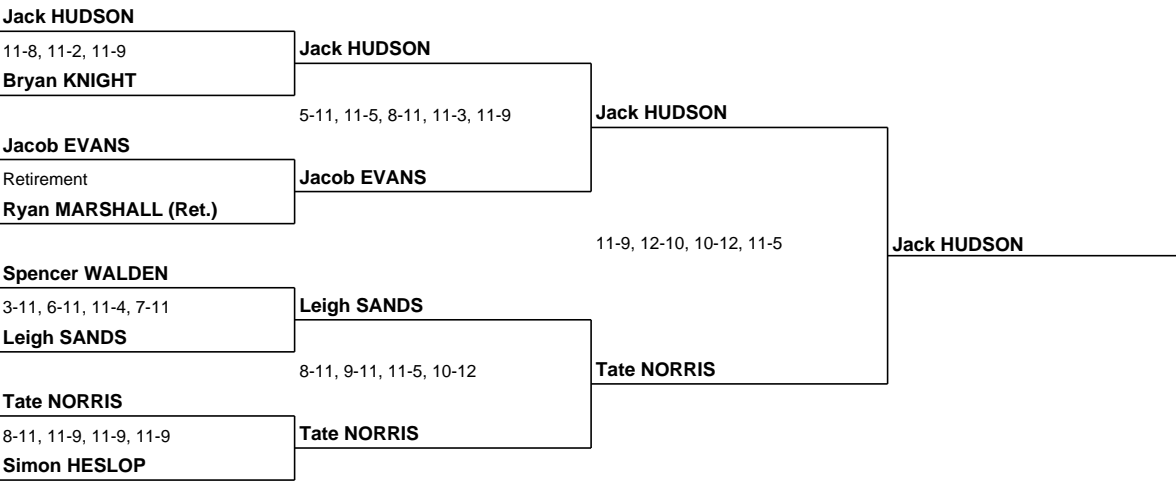 Jack HUDSON
11-8, 11-2, 11-9
Bryan KNIGHT
Jacob EVANS
Retirement
Ryan MARSHALL (Ret.)
Spencer WALDEN
3-11, 6-11, 11-4, 7-11
Leigh SANDS
Tate NORRIS
8-11, 11-9, 11-9, 11-9
Simon HESLOP
Jack HUDSON
5-11, 11-5, 8-11, 11-3, 11-9
Jacob EVANS
Leigh SANDS
8-11, 9-11, 11-5, 10-12
Tate NORRIS
Jack HUDSON
11-9, 12-10, 10-12, 11-5
Tate NORRIS
Jack HUDSON